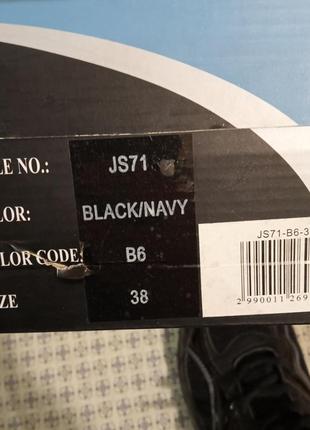 LE NO.: JS71
LOR: BLACK/NAVY
LOR CODE: B6
ZE 38
JS71-B6-3
2 990011 269